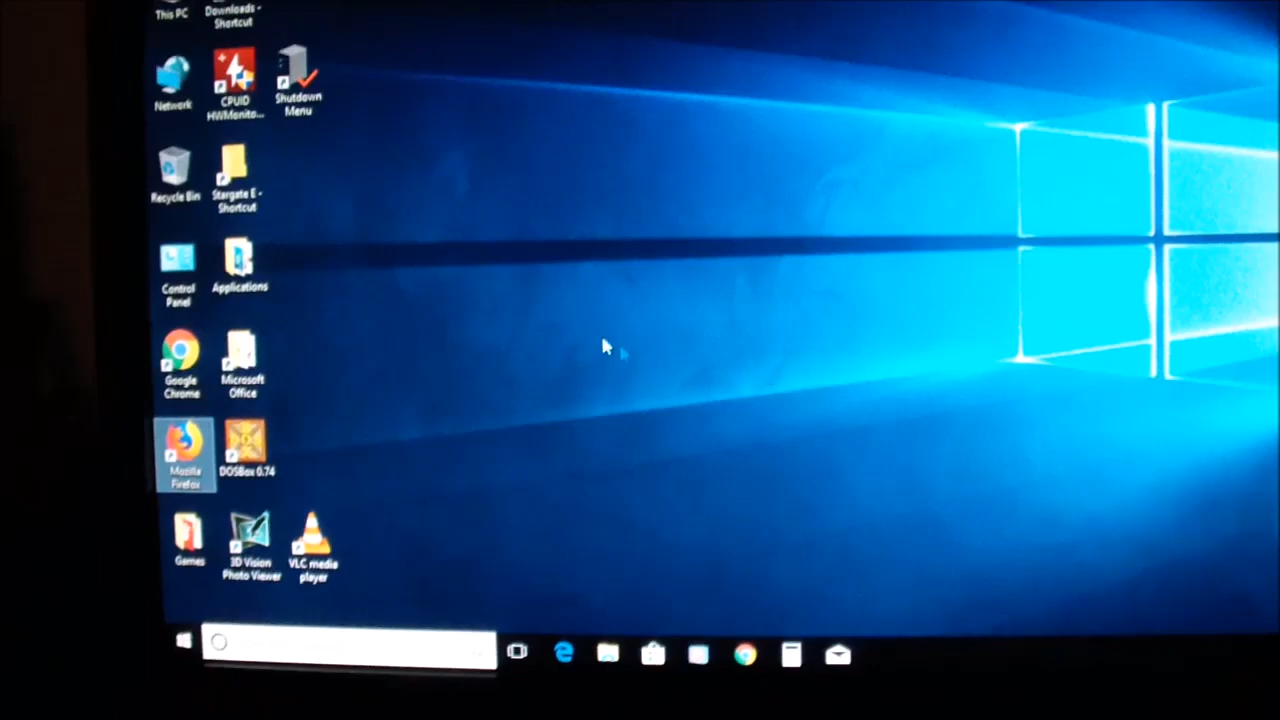 This PC
Downloads -
Shortcut
Network
CPUID
HWMonito...
Shutdown
Menu
Recycle Bin
Stargate E -
Shortcut
Control
Panel
Applications
Google
Chrome
Microsoft
Office
Mozilla
Firefox
DOSBox 0.74
Games
3D Vision
Photo Viewer
VLC media
player